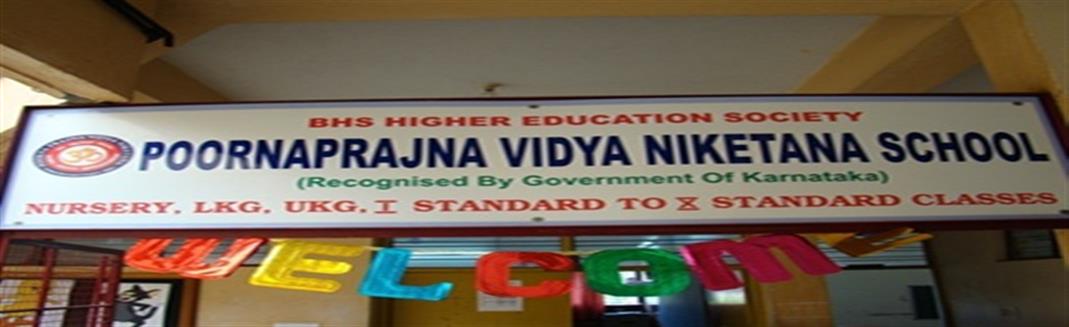 BHS HIGHER EDUCATION SOCIETY
POORNAPRAJNA VIDYA NIKETANA SCHOOL
(Recognised By Government Of Karnataka)
NURSERY, LKG, UKG, I STANDARD TO X STANDARD CLASSES
WELCOME